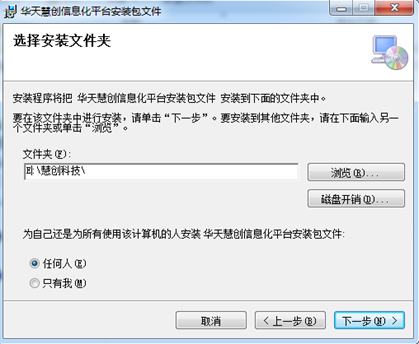 华天慧创信息化平台安装包文件
选择安装文件夹
安装程序将把 华天慧创信息化平台安装包文件 安装到下面的文件夹中。
要在该文件夹中进行安装，请单击“下一步”。要安装到其他文件夹，请在下面输入另一
个文件夹或单击“浏览”。
文件夹(F):
E:\慧创科技\
浏览(R)...
磁盘开销(D)...
为自己还是为所有使用该计算机的人安装 华天慧创信息化平台安装包文件:
任何人(E)
只有我(M)
取消
< 上一步(B)
下一步(N) >